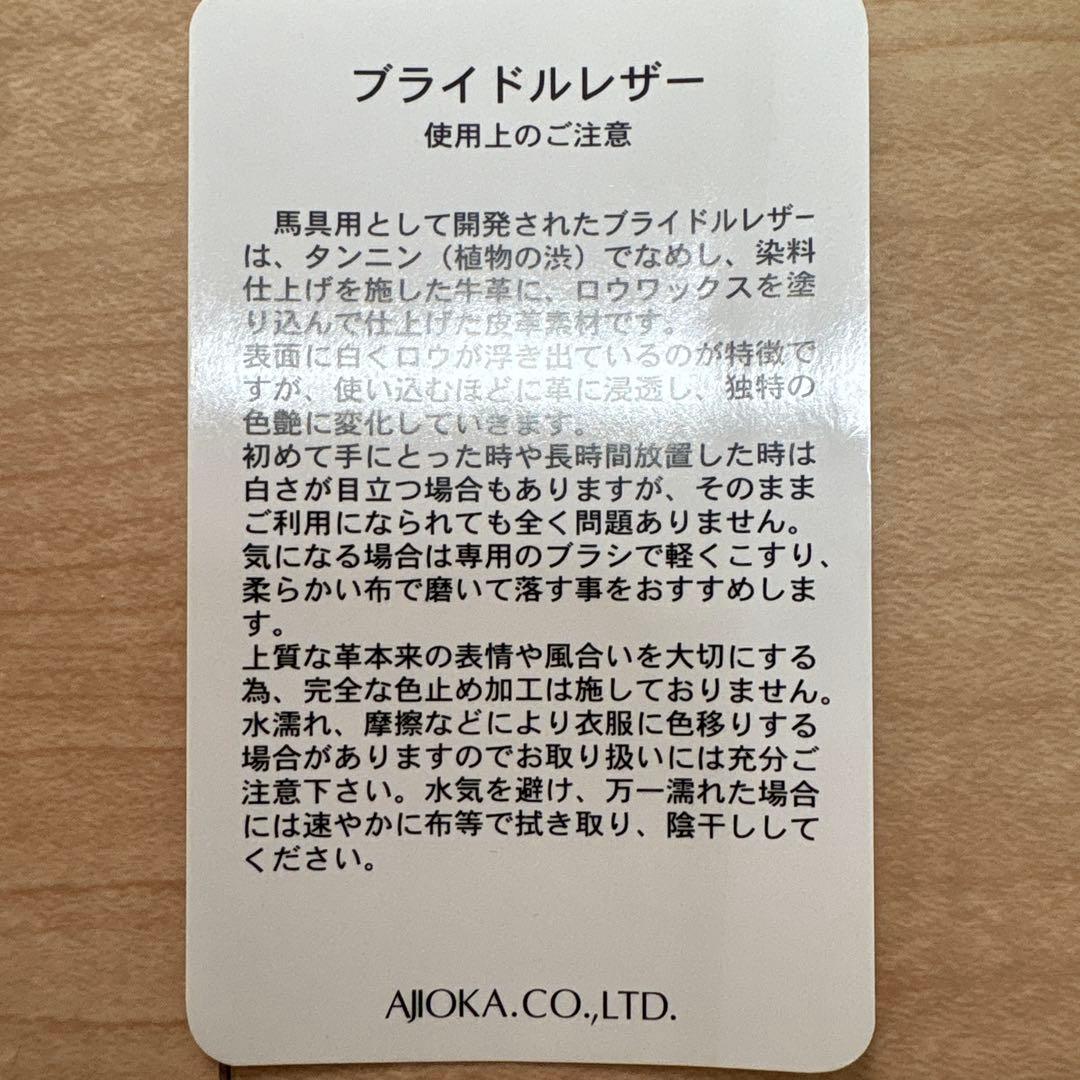 ブライドルレザー
使用上のご注意
馬具用として開発されたブライドルレザー
は、タンニン（植物の渋）でなめし、染料
仕上げを施した牛革に、ロウワックスを塗
り込んで仕上げた皮革素材です。
表面に白くロウが浮き出ているのが特徴で
すが、使い込むほどに革に浸透し、独特の
色艶に変化していきます。
初めて手にとった時や長時間放置した時は
白さが目立つ場合もありますが、そのまま
ご利用になられても全く問題ありません。
気になる場合は専用のブラシで軽くこすり、
柔らかい布で磨いて落す事をおすすめしま
す。
上質な革本来の表情や風合いを大切にする
為、完全な色止め加工は施しておりません。
水濡れ、摩擦などにより衣服に色移りする
場合がありますのでお取り扱いには充分ご
注意下さい。水気を避け、万一濡れた場合
には速やかに布等で拭き取り、陰干しして
ください。
AJIOKA.CO.,LTD.